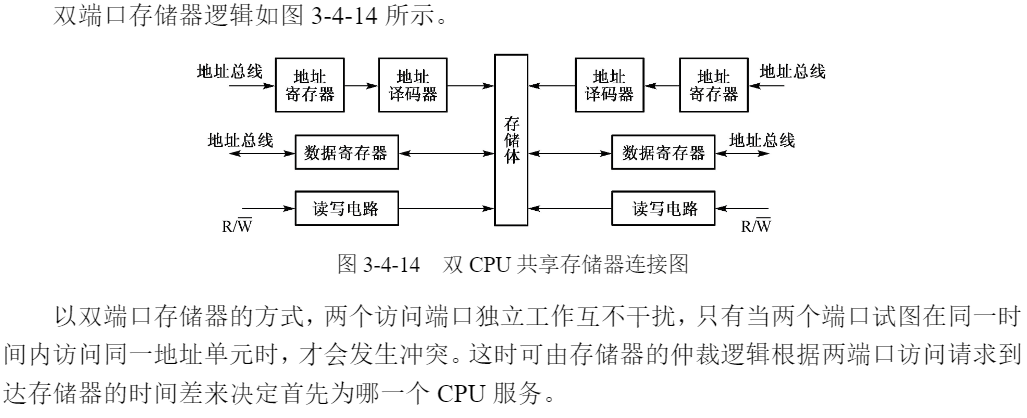 双端口存储器逻辑如图 3-4-14 所示。
地址总线 地址寄存器 地址译码器 存储体 地址译码器 地址寄存器 地址总线
地址总线 数据寄存器 数据寄存器 地址总线
R/W̅ 读写电路 读写电路 R/W̅
图 3-4-14 双 CPU 共享存储器连接图
以双端口存储器的方式，两个访问端口独立工作互不干扰，只有当两个端口试图在同一时
间内访问同一地址单元时，才会发生冲突。这时可由存储器的仲裁逻辑根据两端口访问请求到
达存储器的时间差来决定首先为哪一个 CPU 服务。